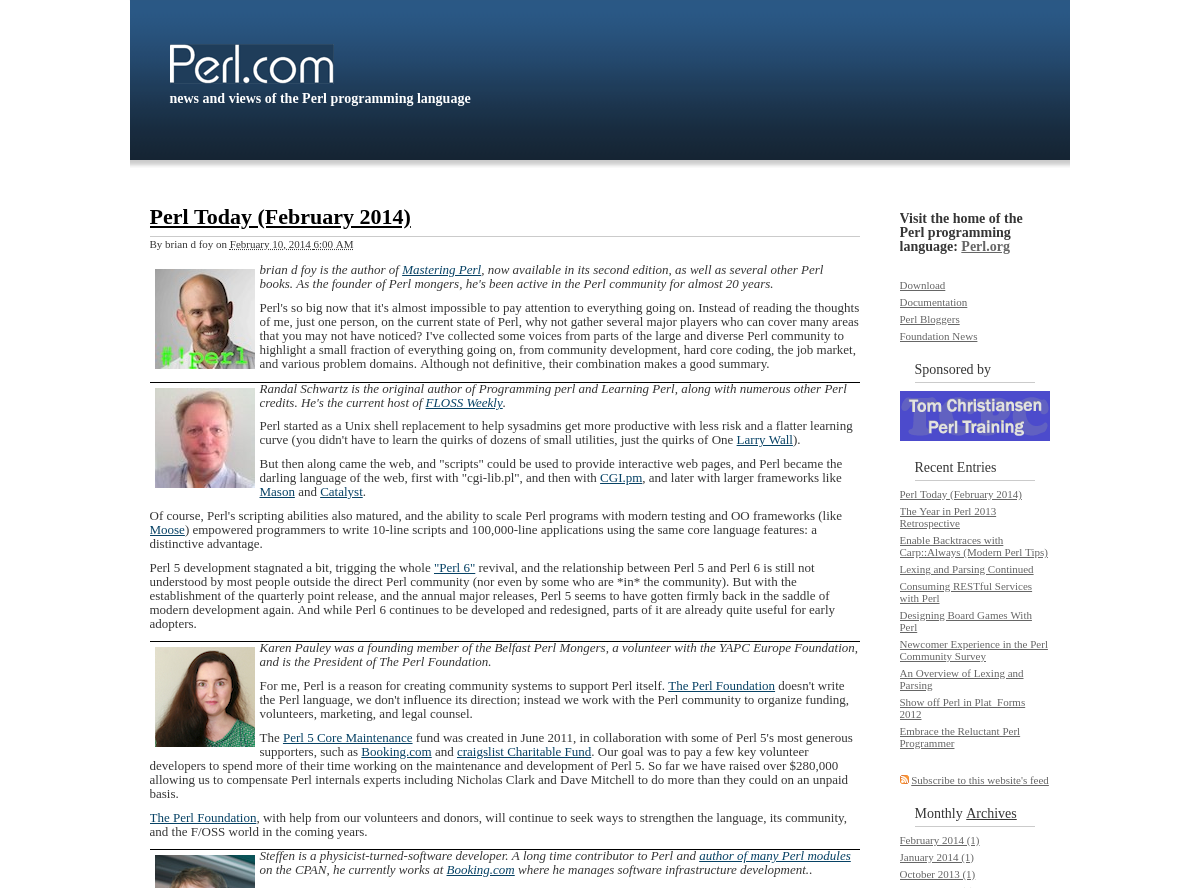 Perl.com
news and views of the Perl programming language
Perl Today (February 2014)
By brian d foy on February 10, 2014 6:00 AM
#!perl
brian d foy is the author of Mastering Perl, now available in its second edition, as well as several other Perl
books. As the founder of Perl mongers, he's been active in the Perl community for almost 20 years.
Perl's so big now that it's almost impossible to pay attention to everything going on. Instead of reading the thoughts
of me, just one person, on the current state of Perl, why not gather several major players who can cover many areas
that you may not have noticed? I've collected some voices from parts of the large and diverse Perl community to
highlight a small fraction of everything going on, from community development, hard core coding, the job market,
and various problem domains. Although not definitive, their combination makes a good summary.
Randal Schwartz is the original author of Programming perl and Learning Perl, along with numerous other Perl
credits. He's the current host of FLOSS Weekly.
Perl started as a Unix shell replacement to help sysadmins get more productive with less risk and a flatter learning
curve (you didn't have to learn the quirks of dozens of small utilities, just the quirks of One Larry Wall).
But then along came the web, and "scripts" could be used to provide interactive web pages, and Perl became the
darling language of the web, first with "cgi-lib.pl", and then with CGI.pm, and later with larger frameworks like
Mason and Catalyst.
Of course, Perl's scripting abilities also matured, and the ability to scale Perl programs with modern testing and OO frameworks (like
Moose) empowered programmers to write 10-line scripts and 100,000-line applications using the same core language features: a
distinctive advantage.
Perl 5 development stagnated a bit, trigging the whole "Perl 6" revival, and the relationship between Perl 5 and Perl 6 is still not
understood by most people outside the direct Perl community (nor even by some who are *in* the community). But with the
establishment of the quarterly point release, and the annual major releases, Perl 5 seems to have gotten firmly back in the saddle of
modern development again. And while Perl 6 continues to be developed and redesigned, parts of it are already quite useful for early
adopters.
Karen Pauley was a founding member of the Belfast Perl Mongers, a volunteer with the YAPC Europe Foundation,
and is the President of The Perl Foundation.
For me, Perl is a reason for creating community systems to support Perl itself. The Perl Foundation doesn't write
the Perl language, we don't influence its direction; instead we work with the Perl community to organize funding,
volunteers, marketing, and legal counsel.
The Perl 5 Core Maintenance fund was created in June 2011, in collaboration with some of Perl 5's most generous
supporters, such as Booking.com and craigslist Charitable Fund. Our goal was to pay a few key volunteer
developers to spend more of their time working on the maintenance and development of Perl 5. So far we have raised over $280,000
allowing us to compensate Perl internals experts including Nicholas Clark and Dave Mitchell to do more than they could on an unpaid
basis.
The Perl Foundation, with help from our volunteers and donors, will continue to seek ways to strengthen the language, its community,
and the F/OSS world in the coming years.
Steffen is a physicist-turned-software developer. A long time contributor to Perl and author of many Perl modules
on the CPAN, he currently works at Booking.com where he manages software infrastructure development..
Visit the home of the
Perl programming
language: Perl.org
Download
Documentation
Perl Bloggers
Foundation News
Sponsored by
Tom Christiansen
Perl Training
Recent Entries
Perl Today (February 2014)
The Year in Perl 2013
Retrospective
Enable Backtraces with
Carp::Always (Modern Perl Tips)
Lexing and Parsing Continued
Consuming RESTful Services
with Perl
Designing Board Games With
Perl
Newcomer Experience in the Perl
Community Survey
An Overview of Lexing and
Parsing
Show off Perl in Plat_Forms
2012
Embrace the Reluctant Perl
Programmer
Subscribe to this website's feed
Monthly Archives
February 2014 (1)
January 2014 (1)
October 2013 (1)